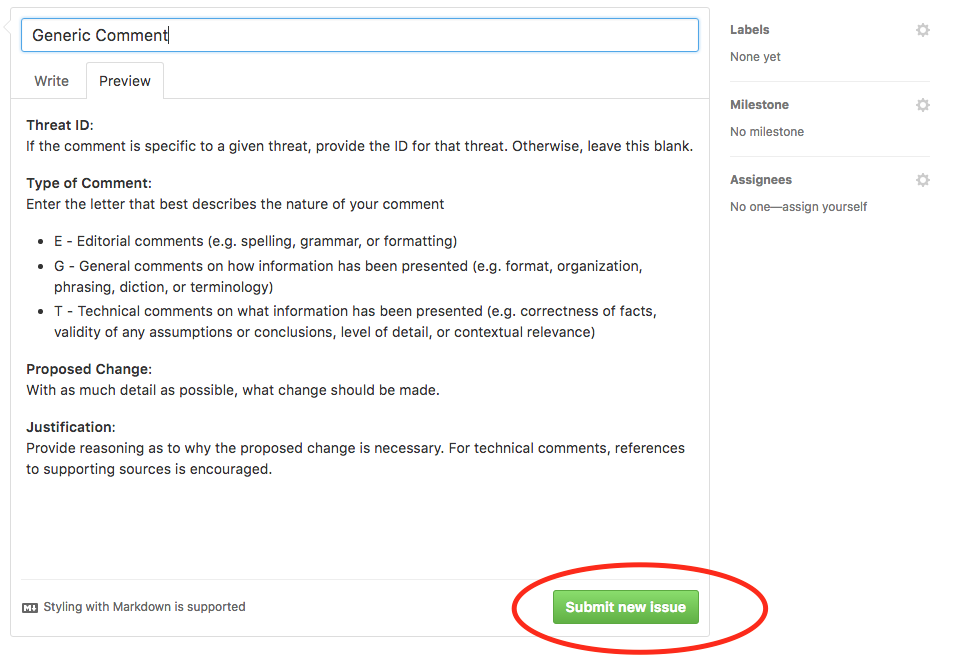 Generic Comment
Write Preview
Threat ID:
If the comment is specific to a given threat, provide the ID for that threat. Otherwise, leave this blank.
Type of Comment:
Enter the letter that best describes the nature of your comment
• E - Editorial comments (e.g. spelling, grammar, or formatting)
• G - General comments on how information has been presented (e.g. format, organization,
phrasing, diction, or terminology)
• T - Technical comments on what information has been presented (e.g. correctness of facts,
validity of any assumptions or conclusions, level of detail, or contextual relevance)
Proposed Change:
With as much detail as possible, what change should be made.
Justification:
Provide reasoning as to why the proposed change is necessary. For technical comments, references
to supporting sources is encouraged.
Styling with Markdown is supported
Submit new issue
Labels
None yet
Milestone
No milestone
Assignees
No one—assign yourself